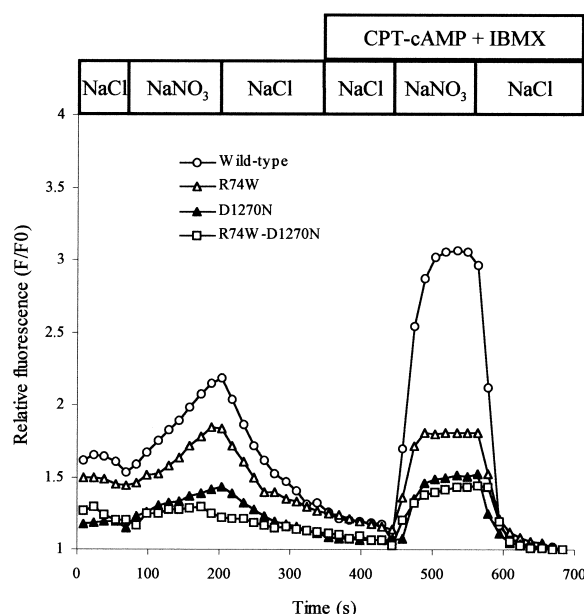 CPT-cAMP + IBMX
NaCl NaNO3 NaCl NaCl NaNO3 NaCl
4
Wild-type
R74W
D1270N
R74W-D1270N
3.5
3
2.5
2
1.5
1
Relative fluorescence (F/F0)
0 100 200 300 400 500 600 700
Time (s)